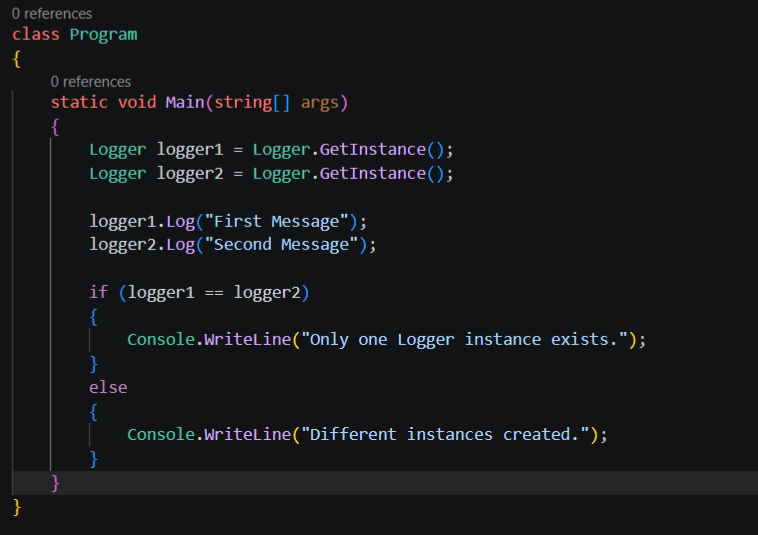 0 references
class Program
{
0 references
static void Main(string[] args)
{
Logger logger1 = Logger.GetInstance();
Logger logger2 = Logger.GetInstance();
logger1.Log("First Message");
logger2.Log("Second Message");
if (logger1 == logger2)
{
Console.WriteLine("Only one Logger instance exists.");
}
else
{
Console.WriteLine("Different instances created.");
}
}
}